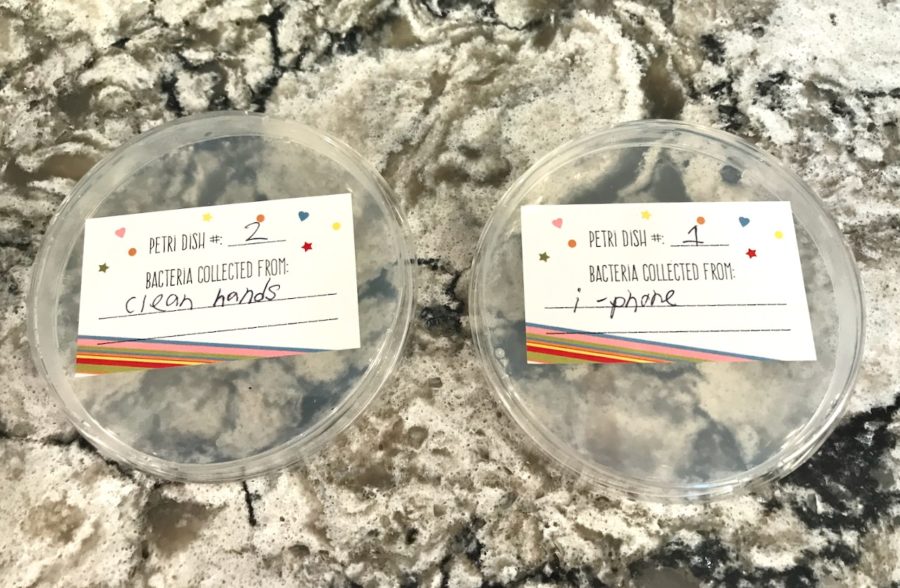 PETRI DISH #: 2
BACTERIA COLLECTED FROM:
clean hands
PETRI DISH #: 1
BACTERIA COLLECTED FROM:
i-phone